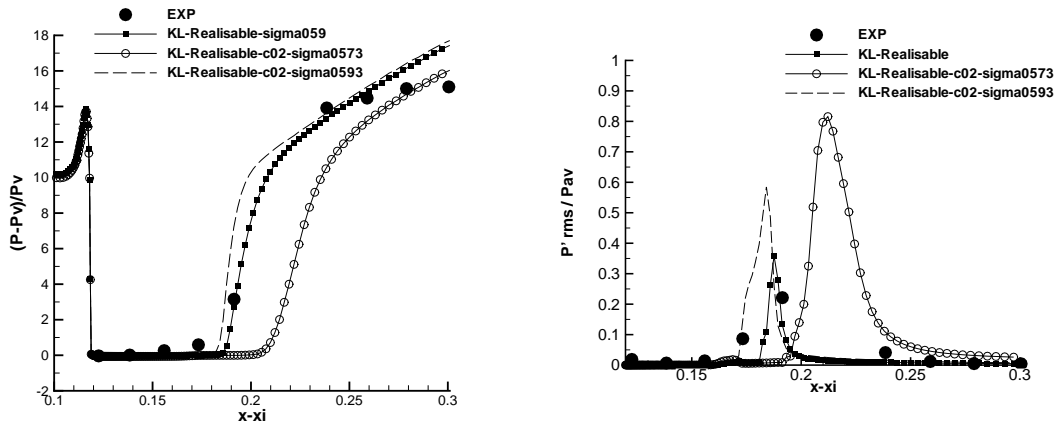 EXP
KL-Realisable-sigma059
KL-Realisable-c02-sigma0573
KL-Realisable-c02-sigma0593
(P-Pv)/Pv
18
16
14
12
10
8
6
4
2
0
-2
0.1
0.15
0.2
0.25
0.3
x-xi
EXP
KL-Realisable
KL-Realisable-c02-sigma0573
KL-Realisable-c02-sigma0593
P' rms / Pav
1
0.9
0.8
0.7
0.6
0.5
0.4
0.3
0.2
0.1
0
0.15
0.2
0.25
0.3
x-xi